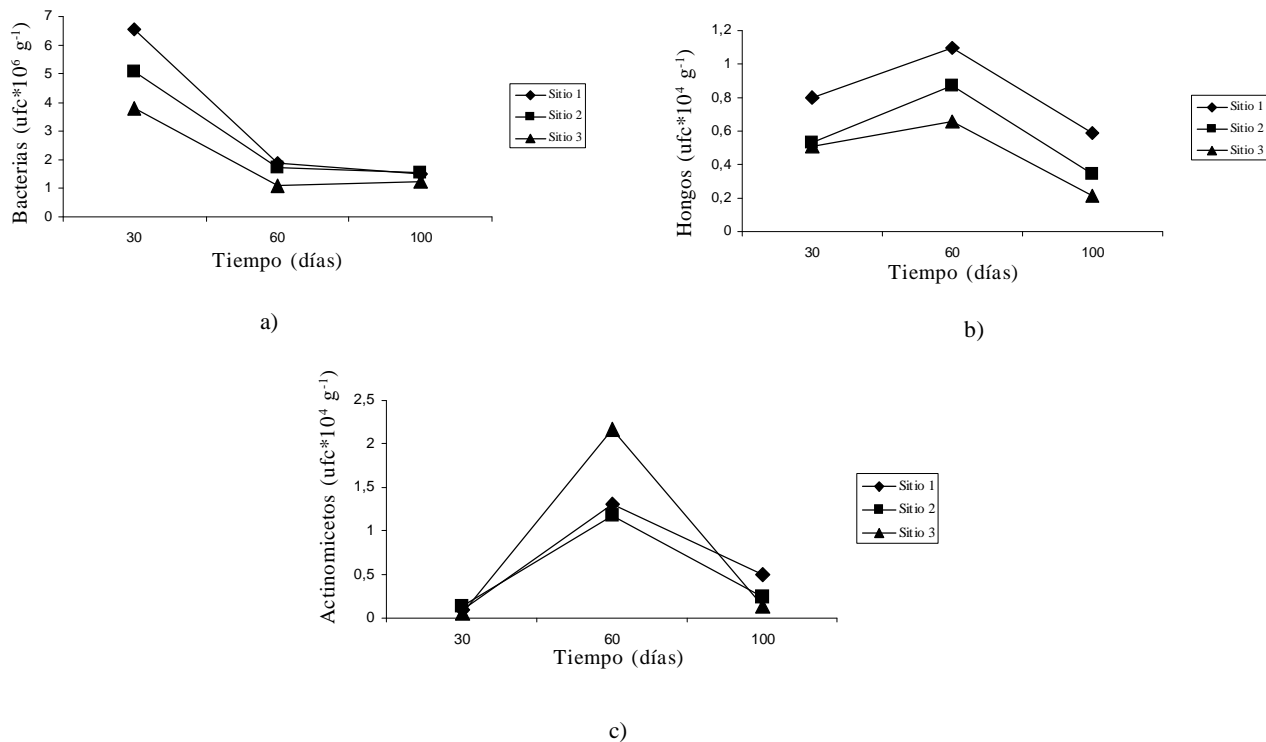 Bacterias (ufc*10⁶ g⁻¹)
7
6
5
4
3
2
1
0
30 60 100
Tiempo (días)
Sitio 1
Sitio 2
Sitio 3
a)
Hongos (ufc*10⁴ g⁻¹)
1,2
1
0,8
0,6
0,4
0,2
0
30 60 100
Tiempo (días)
Sitio 1
Sitio 2
Sitio 3
b)
Actinomicetos (ufc*10⁴ g⁻¹)
2,5
2
1,5
1
0,5
0
30 60 100
Tiempo (días)
Sitio 1
Sitio 2
Sitio 3
c)